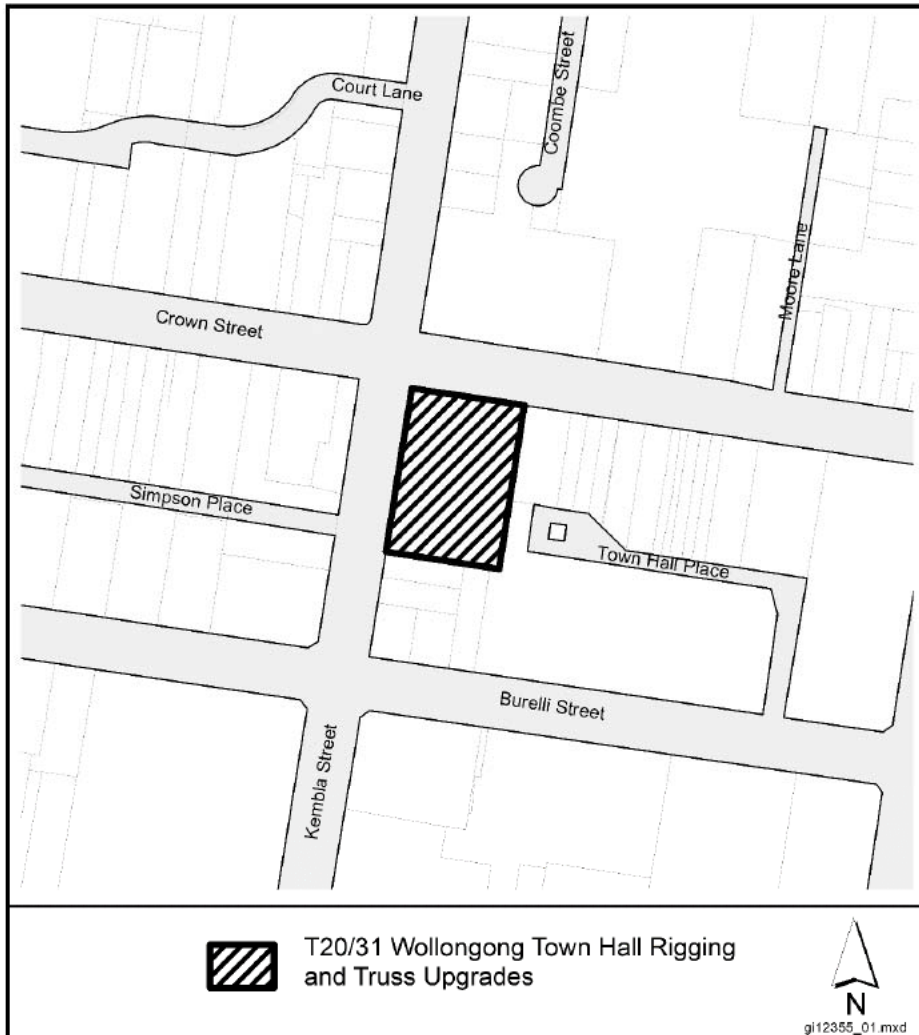 Court Lane
Coombe Street
Moore Lane
Crown Street
Simpson Place
Town Hall Place
Burelli Street
Kembla Street
T20/31 Wollongong Town Hall Rigging
and Truss Upgrades
N
gi12355_01.mxd